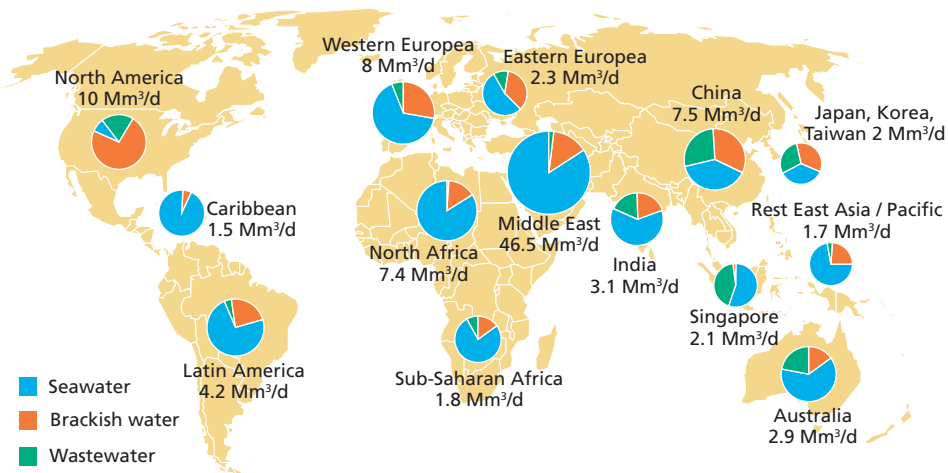 North America
10 Mm³/d
Western Europea
8 Mm³/d
Eastern Europea
2.3 Mm³/d
China
7.5 Mm³/d
Japan, Korea,
Taiwan 2 Mm³/d
Caribbean
1.5 Mm³/d
North Africa
7.4 Mm³/d
Middle East
46.5 Mm³/d
India
3.1 Mm³/d
Rest East Asia / Pacific
1.7 Mm³/d
Singapore
2.1 Mm³/d
Latin America
4.2 Mm³/d
Sub-Saharan Africa
1.8 Mm³/d
Australia
2.9 Mm³/d
Seawater
Brackish water
Wastewater